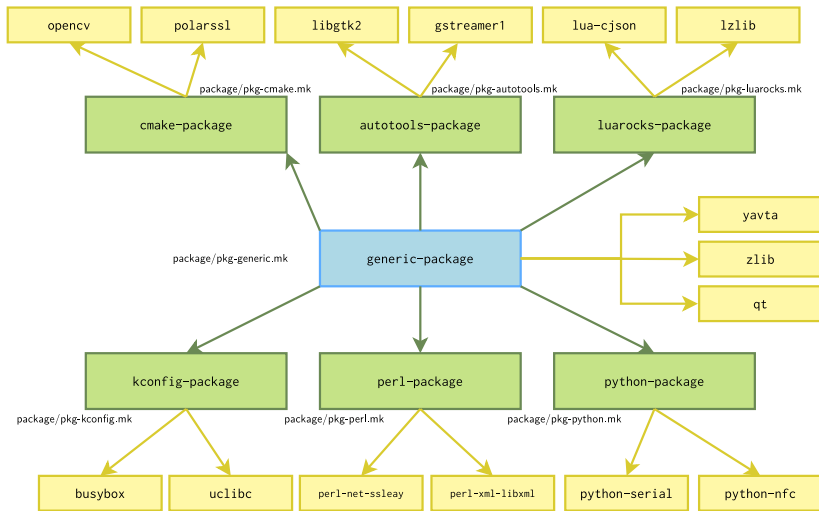 opencv
polarssl
libgtk2
gstreamer1
lua-cjson
lzlib
package/pkg-cmake.mk
package/pkg-autotools.mk
package/pkg-luarocks.mk
cmake-package
autotools-package
luarocks-package
yavta
package/pkg-generic.mk
generic-package
zlib
qt
kconfig-package
perl-package
python-package
package/pkg-kconfig.mk
package/pkg-perl.mk
package/pkg-python.mk
busybox
uclibc
perl-net-ssleay
perl-xml-libxml
python-serial
python-nfc